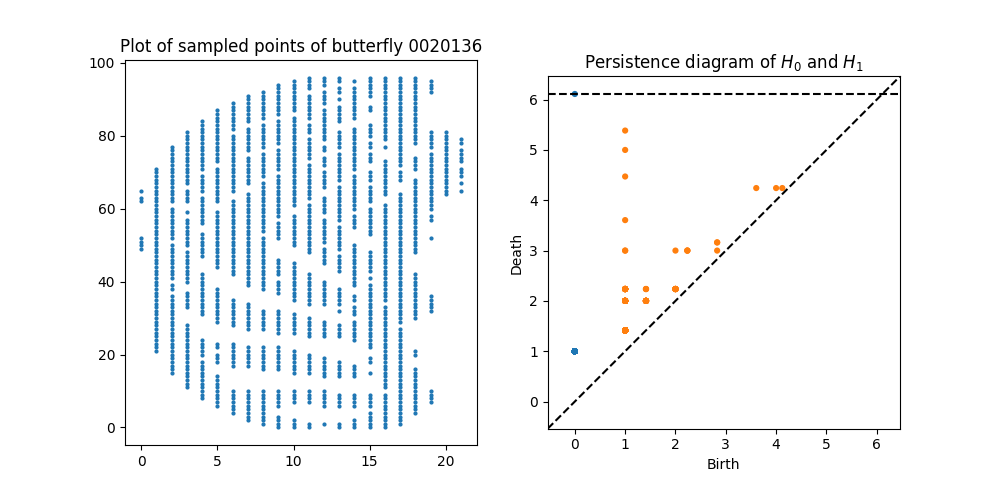 Plot of sampled points of butterfly 0020136
100
80
60
40
20
0
0 5 10 15 20
Persistence diagram of H₀ and H₁
Death
6
5
4
3
2
1
0
0 1 2 3 4 5 6
Birth